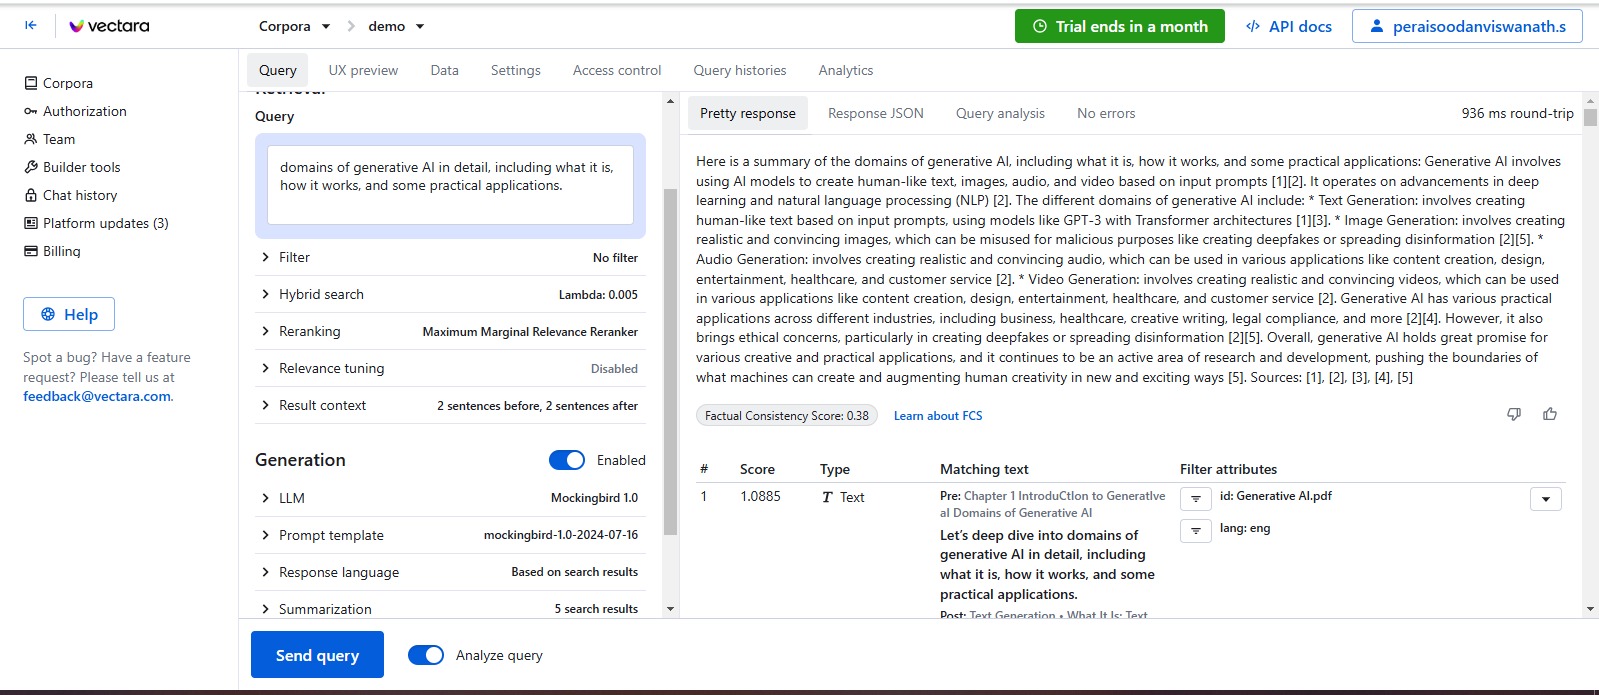 vectara
Corpora
demo
Trial ends in a month
API docs
peraisoodanviswanath.s
Corpora
Authorization
Team
Builder tools
Chat history
Platform updates (3)
Billing
Help
Spot a bug? Have a feature
request? Please tell us at
feedback@vectara.com.
Query
UX preview
Data
Settings
Access control
Query histories
Analytics
Retrieval
Query
domains of generative AI in detail, including what it is,
how it works, and some practical applications.
Filter No filter
Hybrid search Lambda: 0.005
Reranking Maximum Marginal Relevance Reranker
Relevance tuning Disabled
Result context 2 sentences before, 2 sentences after
Generation Enabled
LLM Mockingbird 1.0
Prompt template mockingbird-1.0-2024-07-16
Response language Based on search results
Summarization 5 search results
Send query
Analyze query
Pretty response
Response JSON
Query analysis
No errors
936 ms round-trip
Here is a summary of the domains of generative AI, including what it is, how it works, and some practical applications: Generative AI involves
using AI models to create human-like text, images, audio, and video based on input prompts [1][2]. It operates on advancements in deep
learning and natural language processing (NLP) [2]. The different domains of generative AI include: * Text Generation: involves creating
human-like text based on input prompts, using models like GPT-3 with Transformer architectures [1][3]. * Image Generation: involves creating
realistic and convincing images, which can be misused for malicious purposes like creating deepfakes or spreading disinformation [2][5]. *
Audio Generation: involves creating realistic and convincing audio, which can be used in various applications like content creation, design,
entertainment, healthcare, and customer service [2]. * Video Generation: involves creating realistic and convincing videos, which can be used
in various applications like content creation, design, entertainment, healthcare, and customer service [2]. Generative AI has various practical
applications across different industries, including business, healthcare, creative writing, legal compliance, and more [2][4]. However, it also
brings ethical concerns, particularly in creating deepfakes or spreading disinformation [2][5]. Overall, generative AI holds great promise for
various creative and practical applications, and it continues to be an active area of research and development, pushing the boundaries of
what machines can create and augmenting human creativity in new and exciting ways [5]. Sources: [1], [2], [3], [4], [5]
Factual Consistency Score: 0.38
Learn about FCS
# Score Type Matching text Filter attributes
1 1.0885 T Text
Pre: Chapter 1 IntroduCtIon to GeneratIve
aI Domains of Generative AI
Let's deep dive into domains of
generative AI in detail, including
what it is, how it works, and some
practical applications.
Post: Text Generation • What It Is: Text
id: Generative AI.pdf
lang: eng